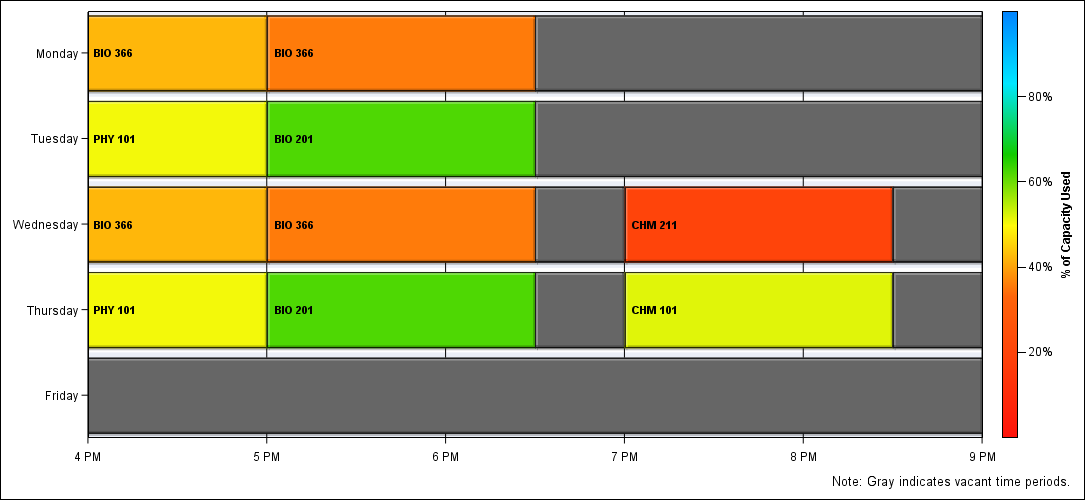 Monday
BIO 366
BIO 366
Tuesday
PHY 101
BIO 201
Wednesday
BIO 366
BIO 366
CHM 211
Thursday
PHY 101
BIO 201
CHM 101
Friday
4 PM
5 PM
6 PM
7 PM
8 PM
9 PM
80%
60%
40%
20%
% of Capacity Used
Note: Gray indicates vacant time periods.